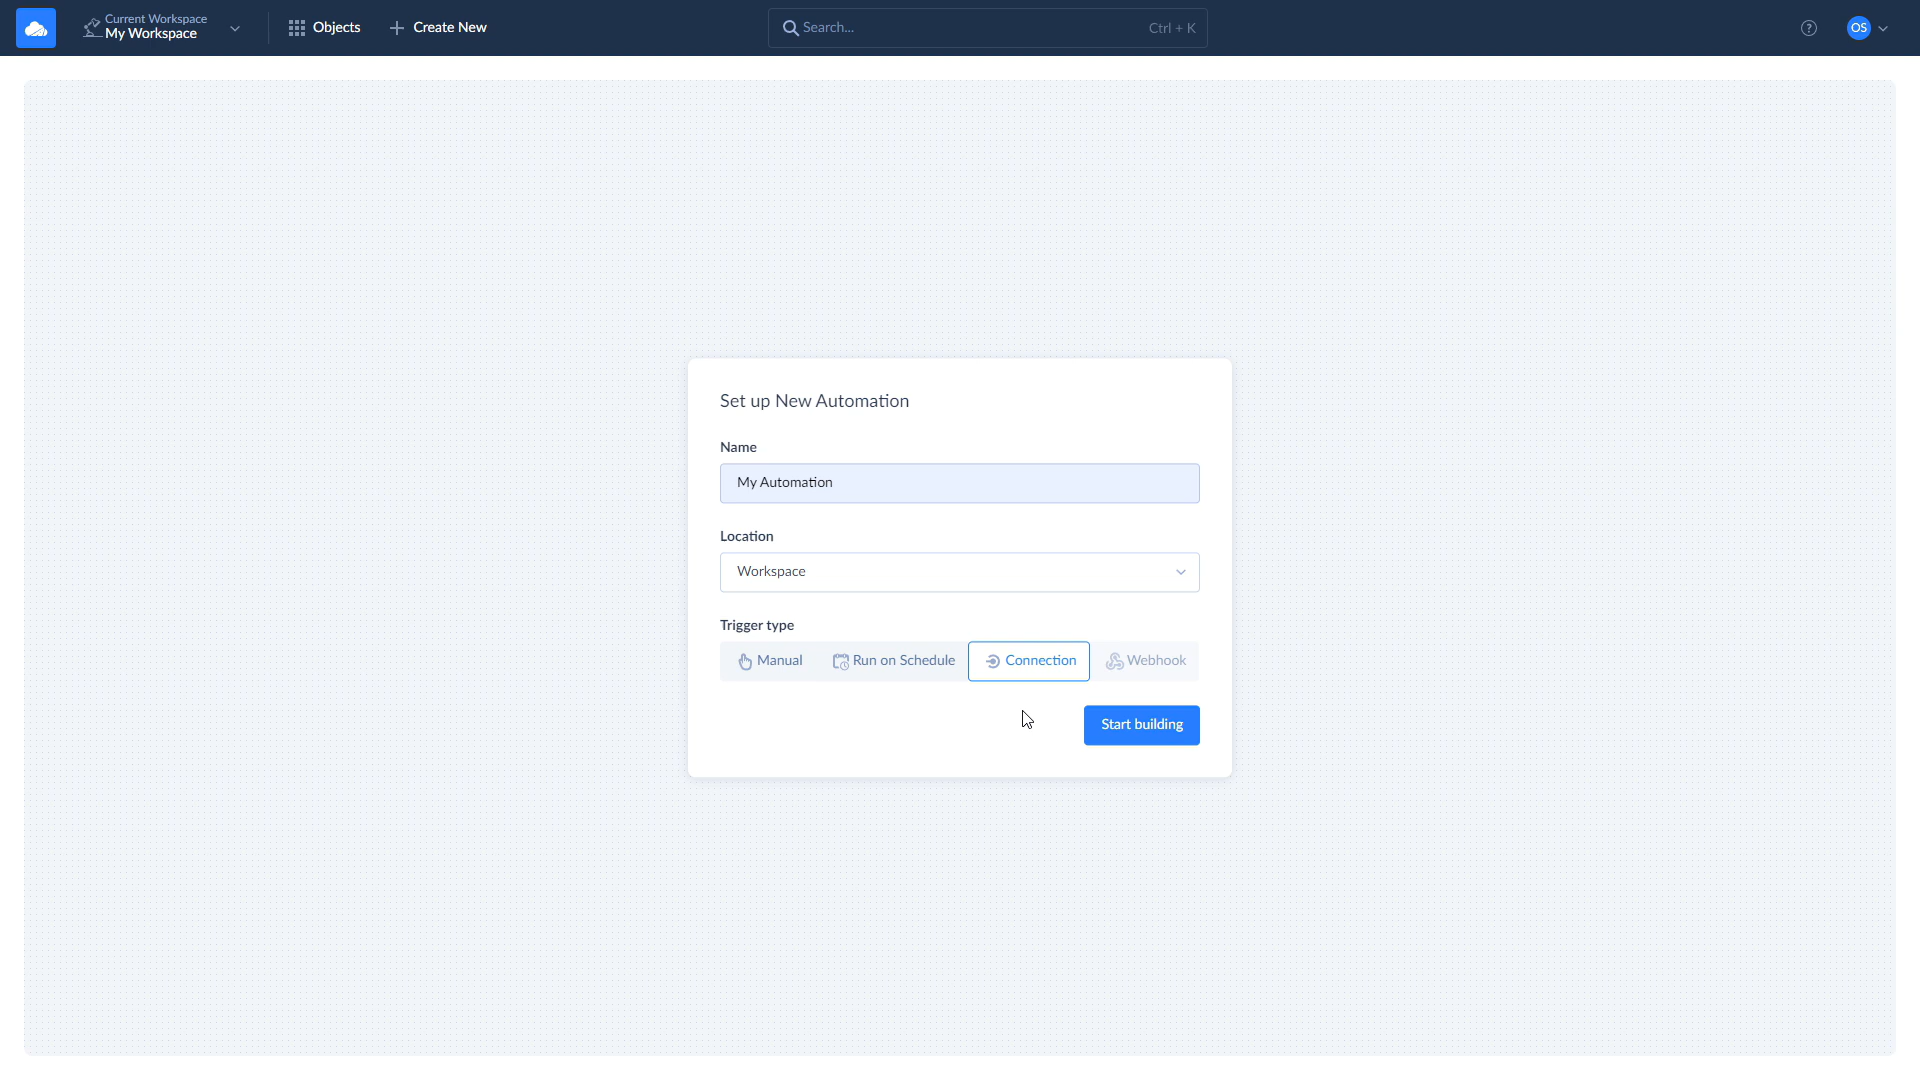 Current Workspace
My Workspace
Objects
Create New
Search...
Ctrl + K
?
OS
Set up New Automation
Name
My Automation
Location
Workspace
Trigger type
Manual
Run on Schedule
Connection
Webhook
Start building